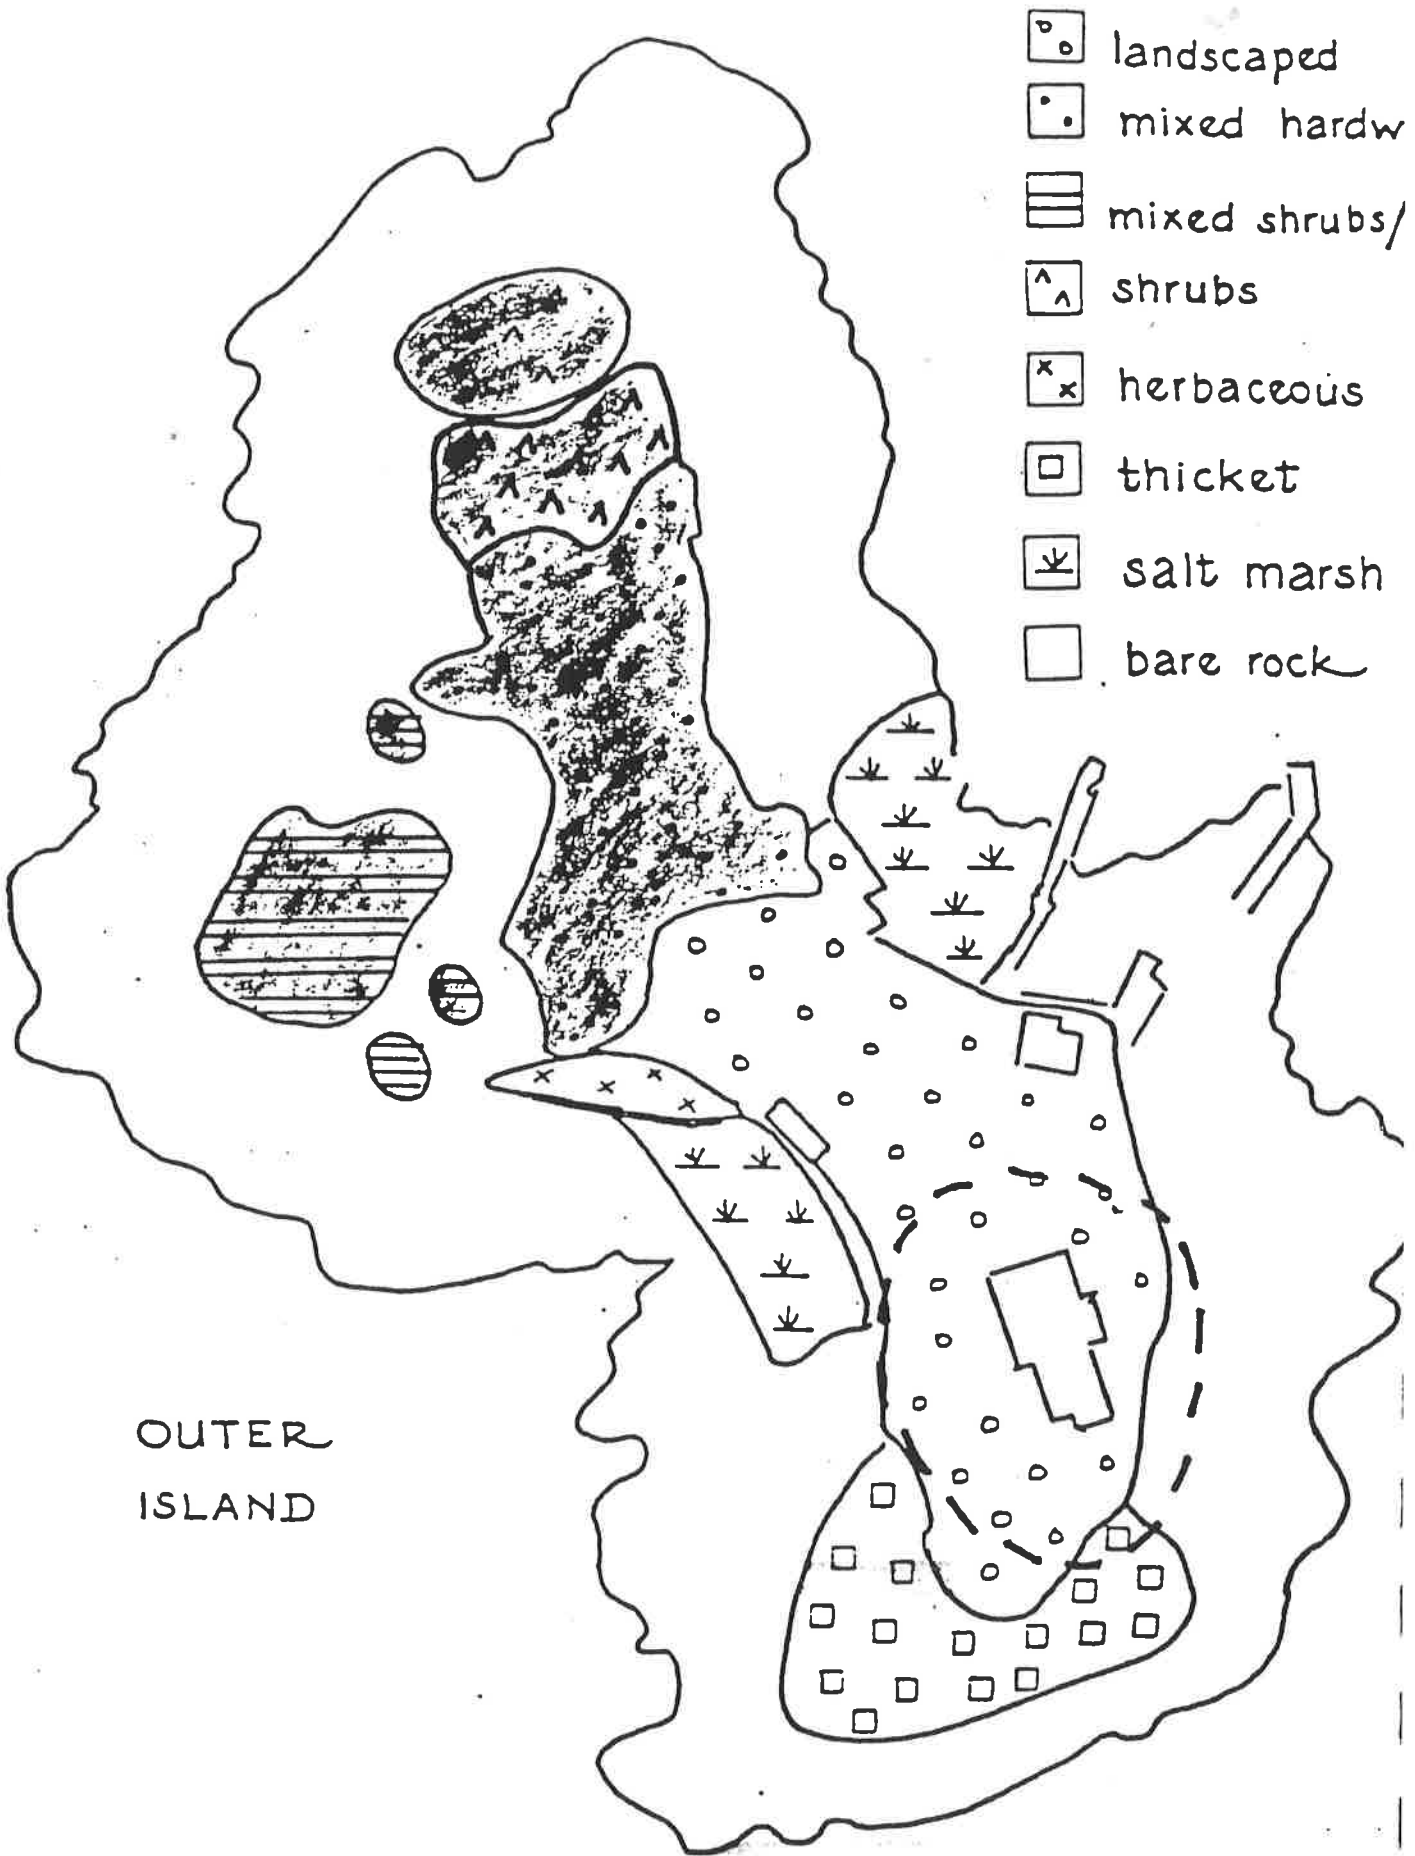 landscaped
mixed hardw
mixed shrubs/
shrubs
herbaceous
thicket
salt marsh
bare rock
OUTER
ISLAND